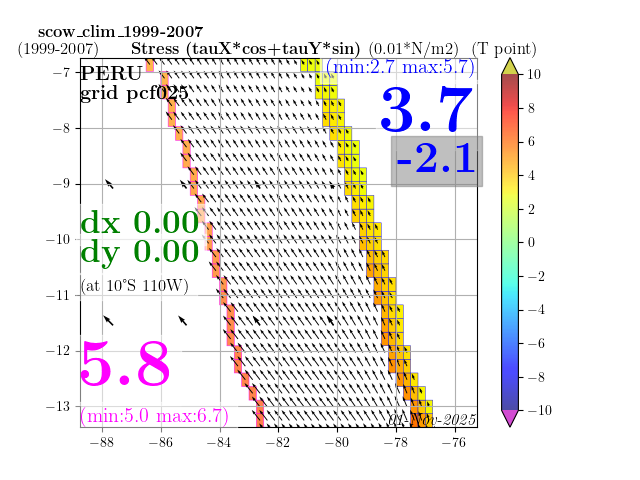 scow_clim_1999-2007
(1999-2007) Stress (tauX*cos+tauY*sin) (0.01*N/m2) (T point)
PERU
grid pcf025
(min:2.7 max:5.7)
3.7
-2.1
dx 0.00
dy 0.00
(at 10°S 110W)
5.8
(min:5.0 max:6.7)
01-Nov-2025
−7
−8
−9
−10
−11
−12
−13
−88 −86 −84 −82 −80 −78 −76
10
8
6
4
2
0
−2
−4
−6
−8
−10